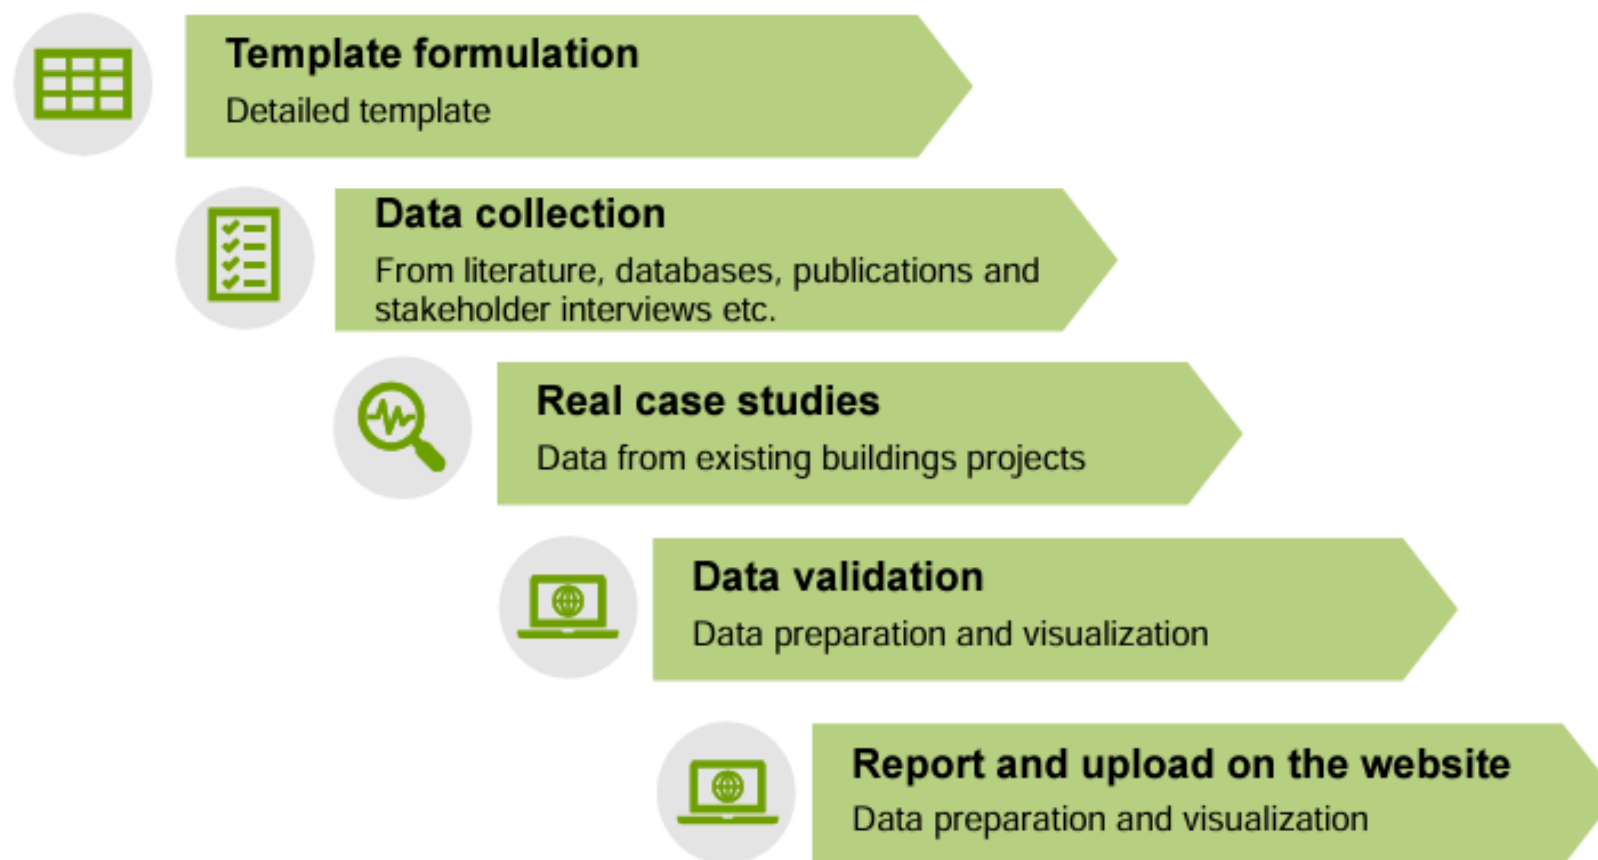 Template formulation
Detailed template
Data collection
From literature, databases, publications and
stakeholder interviews etc.
Real case studies
Data from existing buildings projects
Data validation
Data preparation and visualization
Report and upload on the website
Data preparation and visualization